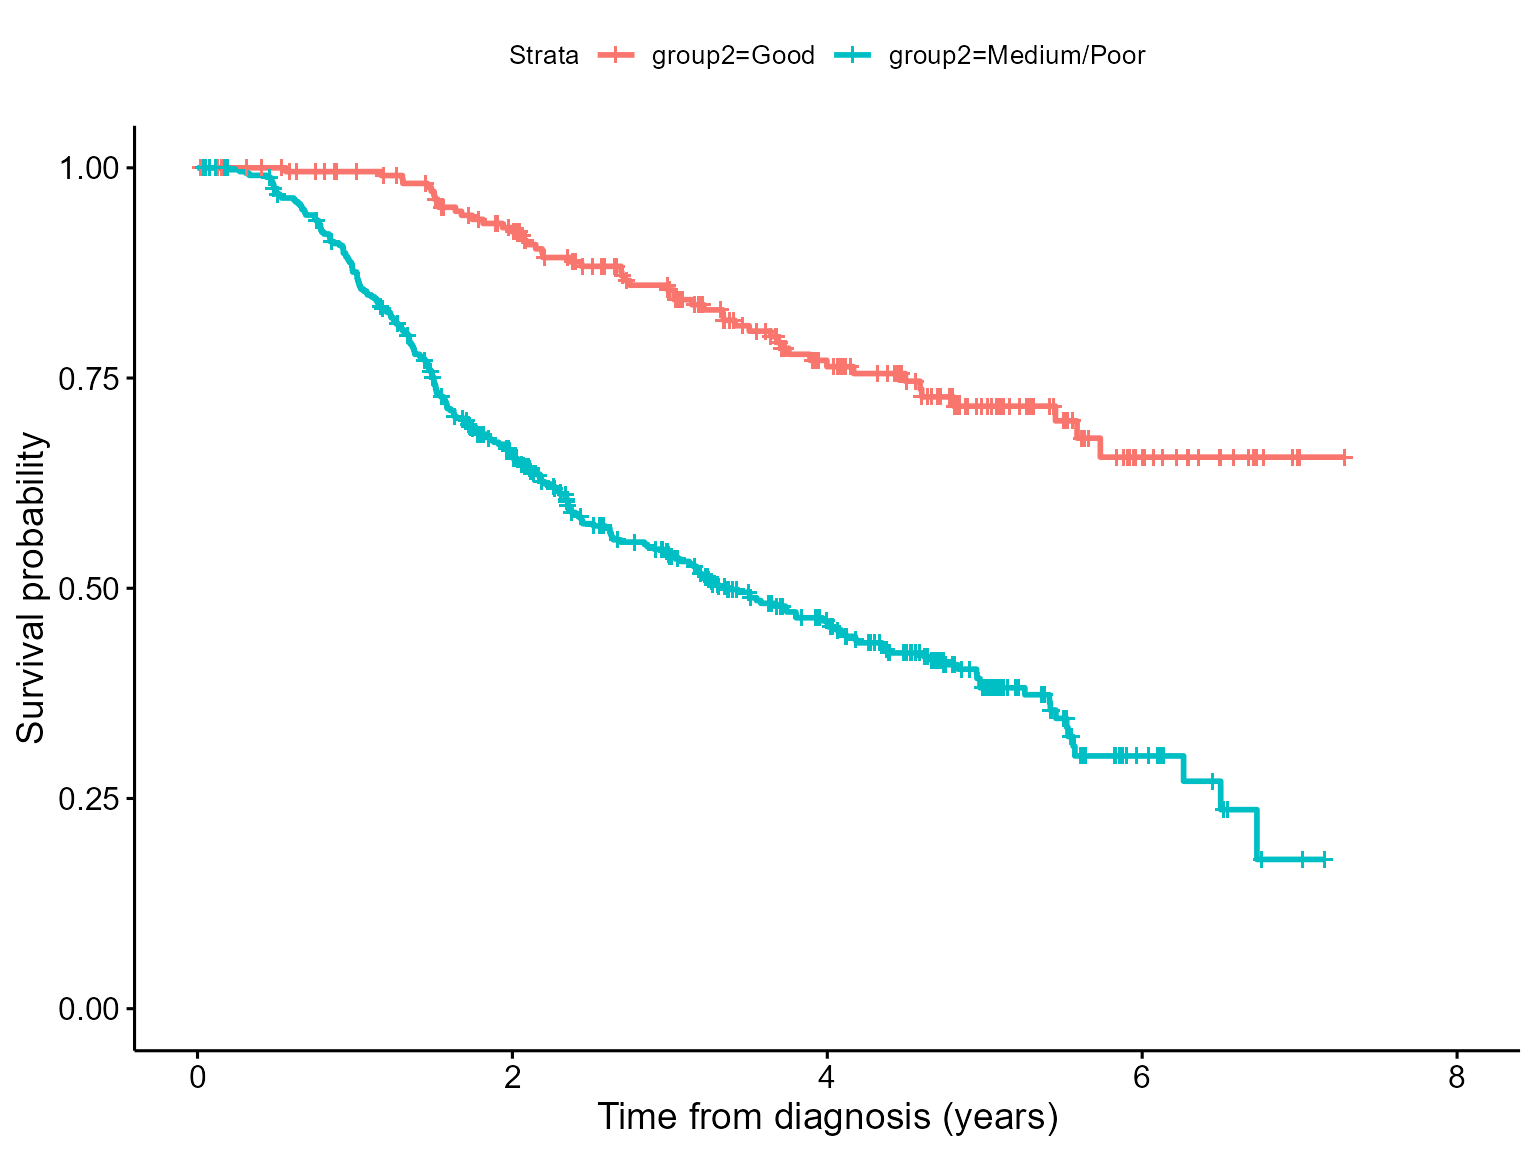 Strata group2=Good group2=Medium/Poor
1.00
0.75
0.50
0.25
0.00
Survival probability
0 2 4 6 8
Time from diagnosis (years)